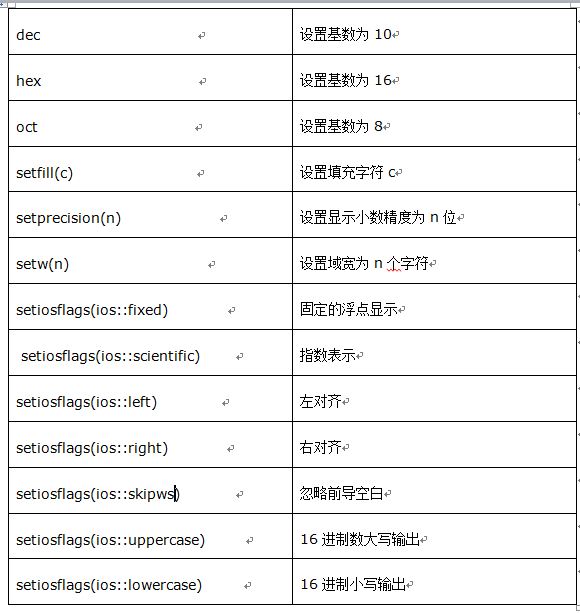 dec 设置基数为 10
hex 设置基数为 16
oct 设置基数为 8
setfill(c) 设置填充字符 c
setprecision(n) 设置显示小数精度为 n 位
setw(n) 设置域宽为 n 个字符
setiosflags(ios::fixed) 固定的浮点显示
setiosflags(ios::scientific) 指数表示
setiosflags(ios::left) 左对齐
setiosflags(ios::right) 右对齐
setiosflags(ios::skipws) 忽略前导空白
setiosflags(ios::uppercase) 16 进制数大写输出
setiosflags(ios::lowercase) 16 进制小写输出